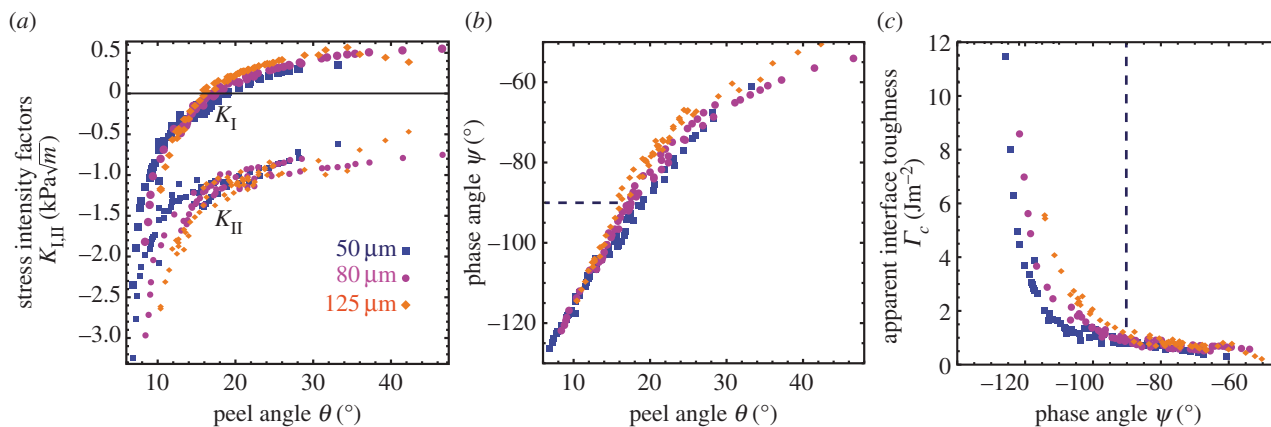 (a)
0.5
0
−0.5
−1.0
−1.5
−2.0
−2.5
−3.0
stress intensity factors
K_I,II (kPa√m)
K_I
K_II
50 μm
80 μm
125 μm
10 20 30 40
peel angle θ (°)
(b)
−60
−80
−100
−120
phase angle ψ (°)
10 20 30 40
peel angle θ (°)
(c)
12
10
8
6
4
2
0
apparent interface toughness
Γ_c (Jm⁻²)
−120 −100 −80 −60
phase angle ψ (°)